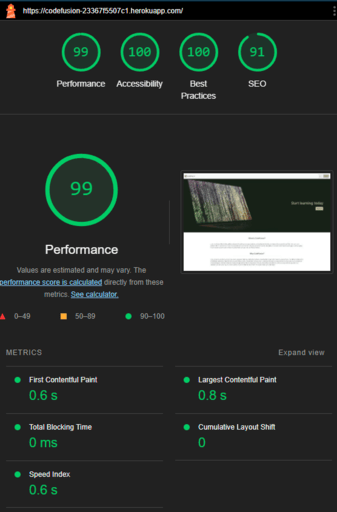 https://codefusion-23367f5507c1.herokuapp.com/
99
100
100
91
Performance
Accessibility
Best
Practices
SEO
99
Performance
Values are estimated and may vary. The
performance score is calculated directly from these
metrics. See calculator.
0–49
50–89
90–100
Start learning today
METRICS
Expand view
First Contentful Paint
0.6 s
Largest Contentful Paint
0.8 s
Total Blocking Time
0 ms
Cumulative Layout Shift
0
Speed Index
0.6 s